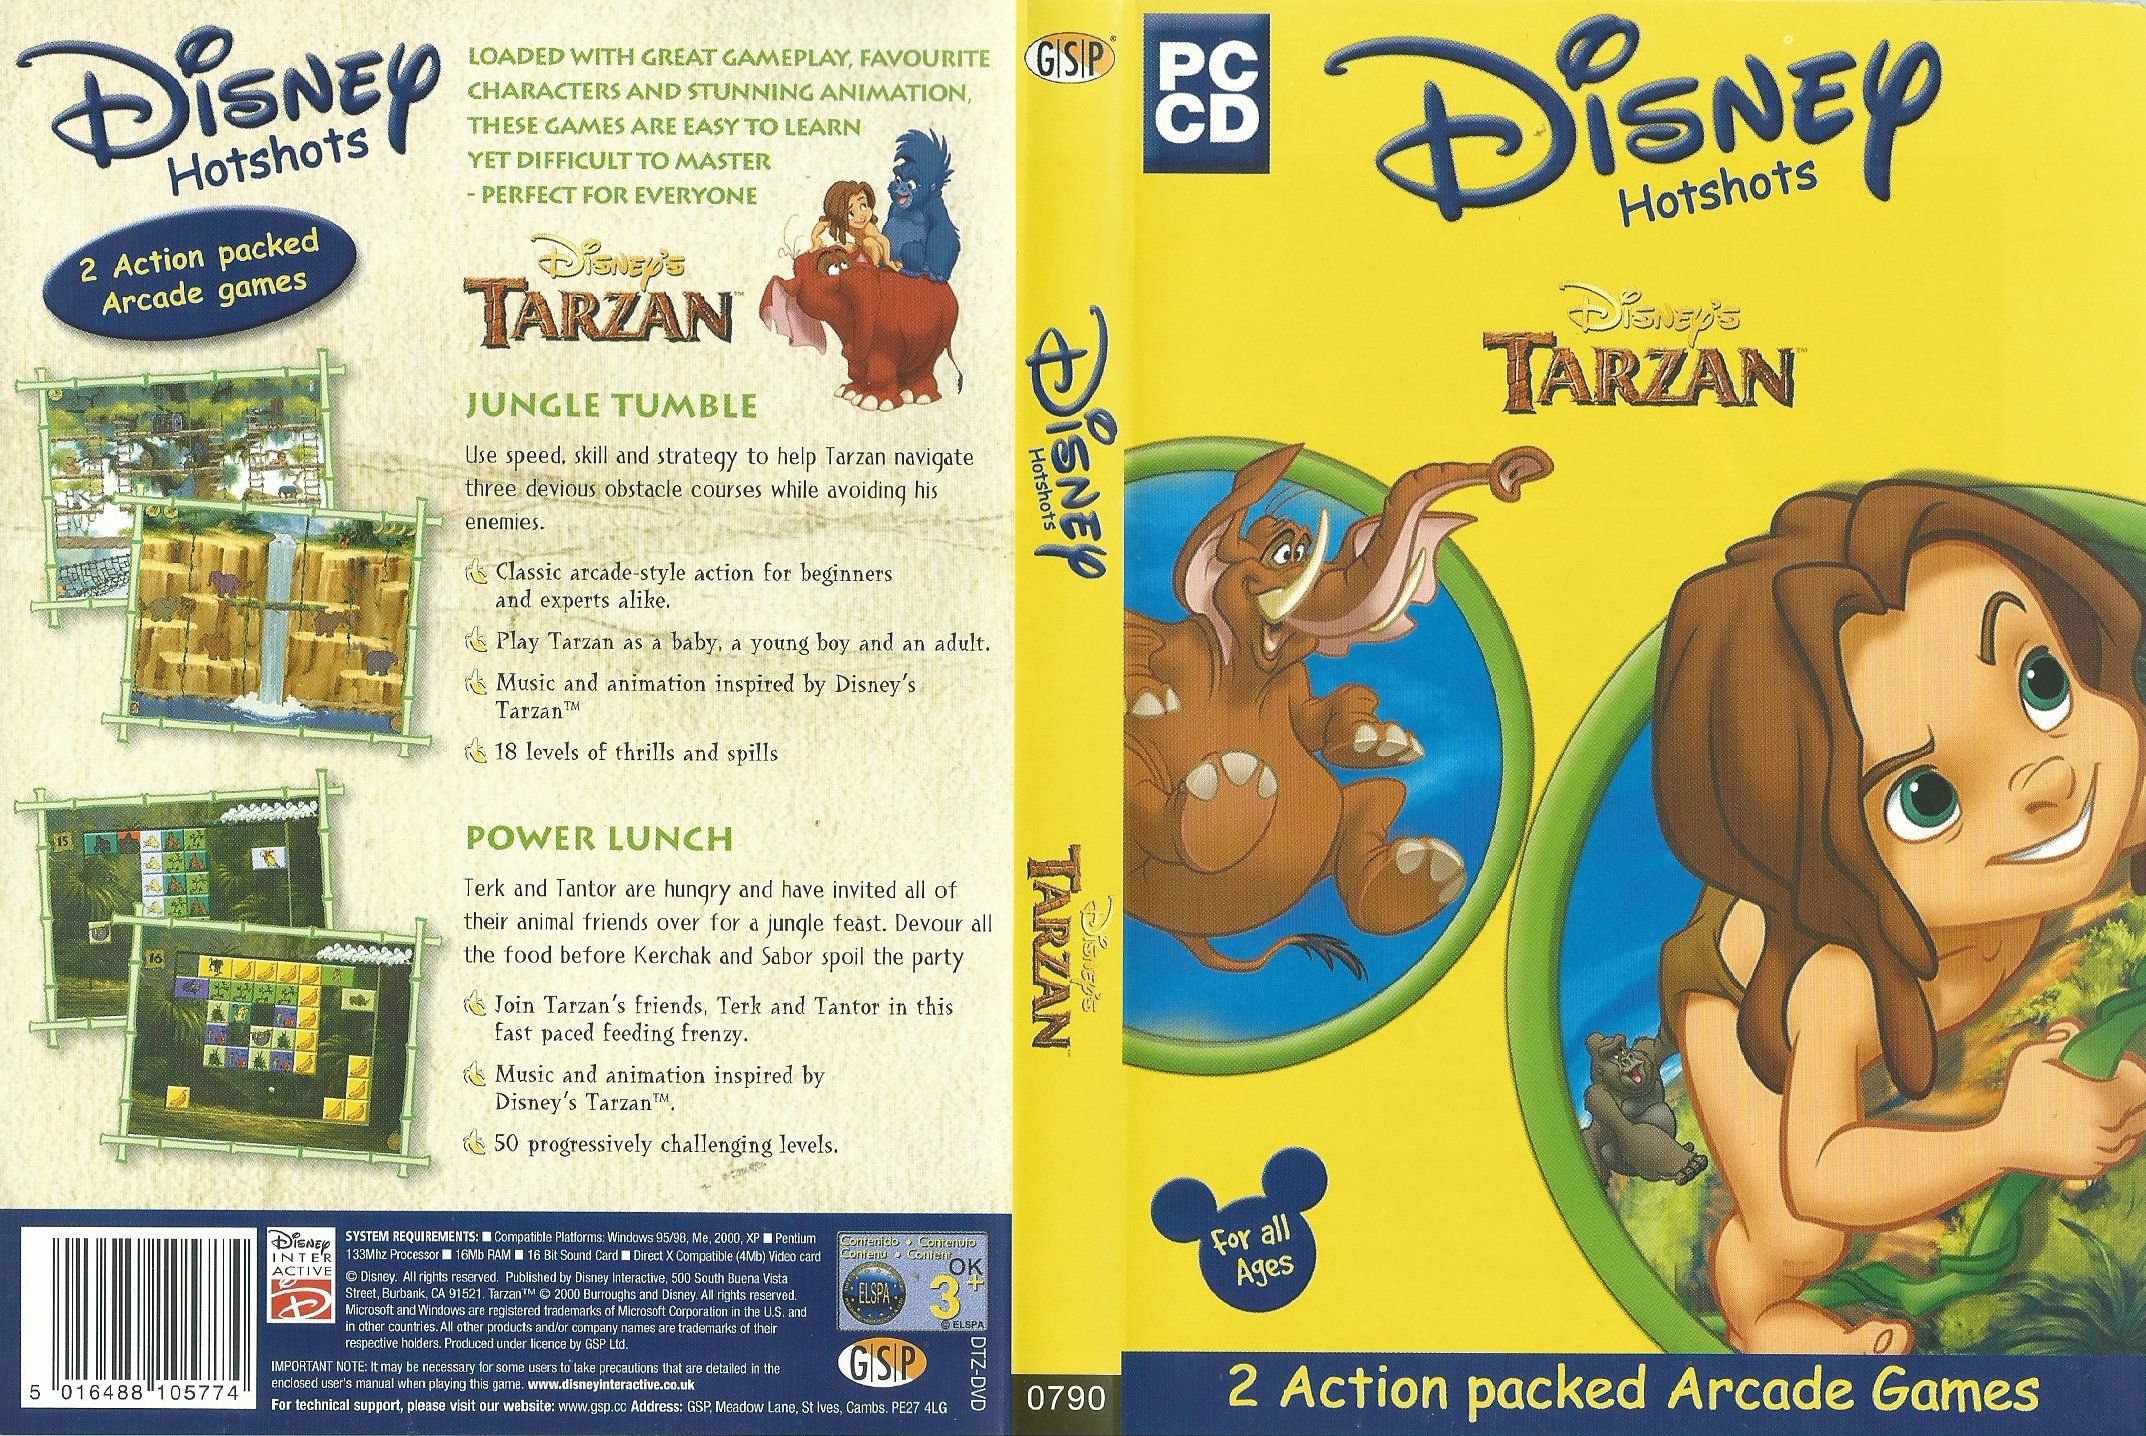 Disney
Hotshots
2 Action packed
Arcade games
LOADED WITH GREAT GAMEPLAY, FAVOURITE
CHARACTERS AND STUNNING ANIMATION,
THESE GAMES ARE EASY TO LEARN
YET DIFFICULT TO MASTER
- PERFECT FOR EVERYONE
Disney's
TARZAN™
JUNGLE TUMBLE
Use speed, skill and strategy to help Tarzan navigate
three devious obstacle courses while avoiding his
enemies.
Classic arcade-style action for beginners
and experts alike.
Play Tarzan as a baby, a young boy and an adult.
Music and animation inspired by Disney's
Tarzan™
18 levels of thrills and spills
15
16
POWER LUNCH
Terk and Tantor are hungry and have invited all of
their animal friends over for a jungle feast. Devour all
the food before Kerchak and Sabor spoil the party
Join Tarzan's friends, Terk and Tantor in this
fast paced feeding frenzy.
Music and animation inspired by
Disney's Tarzan™.
50 progressively challenging levels.
5 016488 105774
Disney
INTER
ACTIVE
SYSTEM REQUIREMENTS: ■ Compatible Platforms: Windows 95/98, Me, 2000, XP ■ Pentium
133Mhz Processor ■ 16Mb RAM ■ 16 Bit Sound Card ■ Direct X Compatible (4Mb) Video card
© Disney. All rights reserved. Published by Disney Interactive, 500 South Buena Vista
Street, Burbank, CA 91521. Tarzan™ © 2000 Burroughs and Disney. All rights reserved.
Microsoft and Windows are registered trademarks of Microsoft Corporation in the U.S. and
in other countries. All other products and/or company names are trademarks of their
respective holders. Produced under licence by GSP Ltd.
IMPORTANT NOTE: It may be necessary for some users to take precautions that are detailed in the
enclosed user's manual when playing this game. www.disneyinteractive.co.uk
For technical support, please visit our website: www.gsp.cc Address: GSP, Meadow Lane, St Ives, Cambs. PE27 4LG
Contenido • Contenuto
Contenu • Content
OK
3+
ELSPA
© ELSPA
GSP
DTZ-DVD
GSP®
Disney
Hotshots
Disney's
TARZAN™
0790
PC
CD
Disney
Hotshots
Disney's
TARZAN™
For all
Ages
2 Action packed Arcade Games